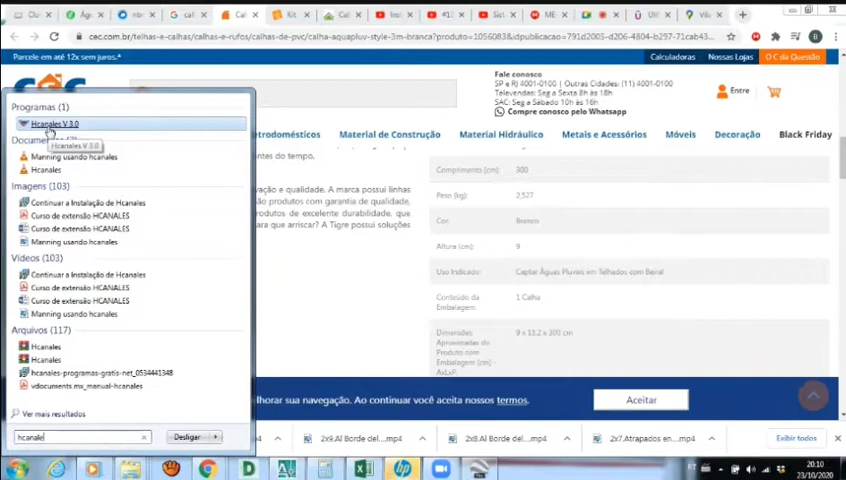 cec.com.br/telhas-e-calhas/calhas-e-rufos/calhas-de-pvc/calha-aquapluv-style-3m-branca?produto=1056083&idpublicacao=791d2005-d206-4804-9271-71cab43...
Parcele em até 12x sem juros.*
Calculadoras
Nossas Lojas
O C da Questão
Fale conosco
SP e RJ 4001-0100 | Outras Cidades: (11) 4001-0100
Televendas: Seg a Sexta 8h às 18h
SAC: Seg a Sábado 10h às 16h
Compre conosco pelo Whatsapp
Entre
etrodomésticos
Material de Construção
Material Hidráulico
Metais e Acessórios
Móveis
Decoração
Black Friday
ntes do tempo.
ivação e qualidade. A marca possui linhas
são produtos com garantia de qualidade,
rodutos de excelente durabilidade, que
para que arriscar? A Tigre possui soluções
Comprimento (cm): 300
Peso (kg): 2,527
Cor: Branco
Altura (cm): 9
Uso Indicado: Captar Águas Pluveis em Telhados com Beiral
Conteúdo da Embalagem: 1 Calha
Dimensões
Aproximadas do
Produto com
Embalagem (cm) -
AxLxP:
9 x 13,2 x 300 cm
Programas (1)
Hcanales V 3.0
Hcanales V 3.0
Manning usando hcanales
Hcanales
Imagens (103)
Continuar a Instalação de Hcanales
Curso de extensão HCANALES
Curso de extensão HCANALES
Manning usando hcanales
Vídeos (103)
Continuar a Instalação de Hcanales
Curso de extensão HCANALES
Curso de extensão HCANALES
Manning usando hcanales
Arquivos (117)
Hcanales
Hcanales
hcanales-programas-gratis-net_0534441348
vdocuments mx_manual-hcanales
Ver mais resultados
hcanale
Desligar
lhorar sua navegação. Ao continuar você aceita nossos termos.
Aceitar
2x9.Al Borde del....mp4
2x8.Al Borde del....mp4
2x7.Atrapados en....mp4
Exibir todos
PT
20:10
23/10/2020